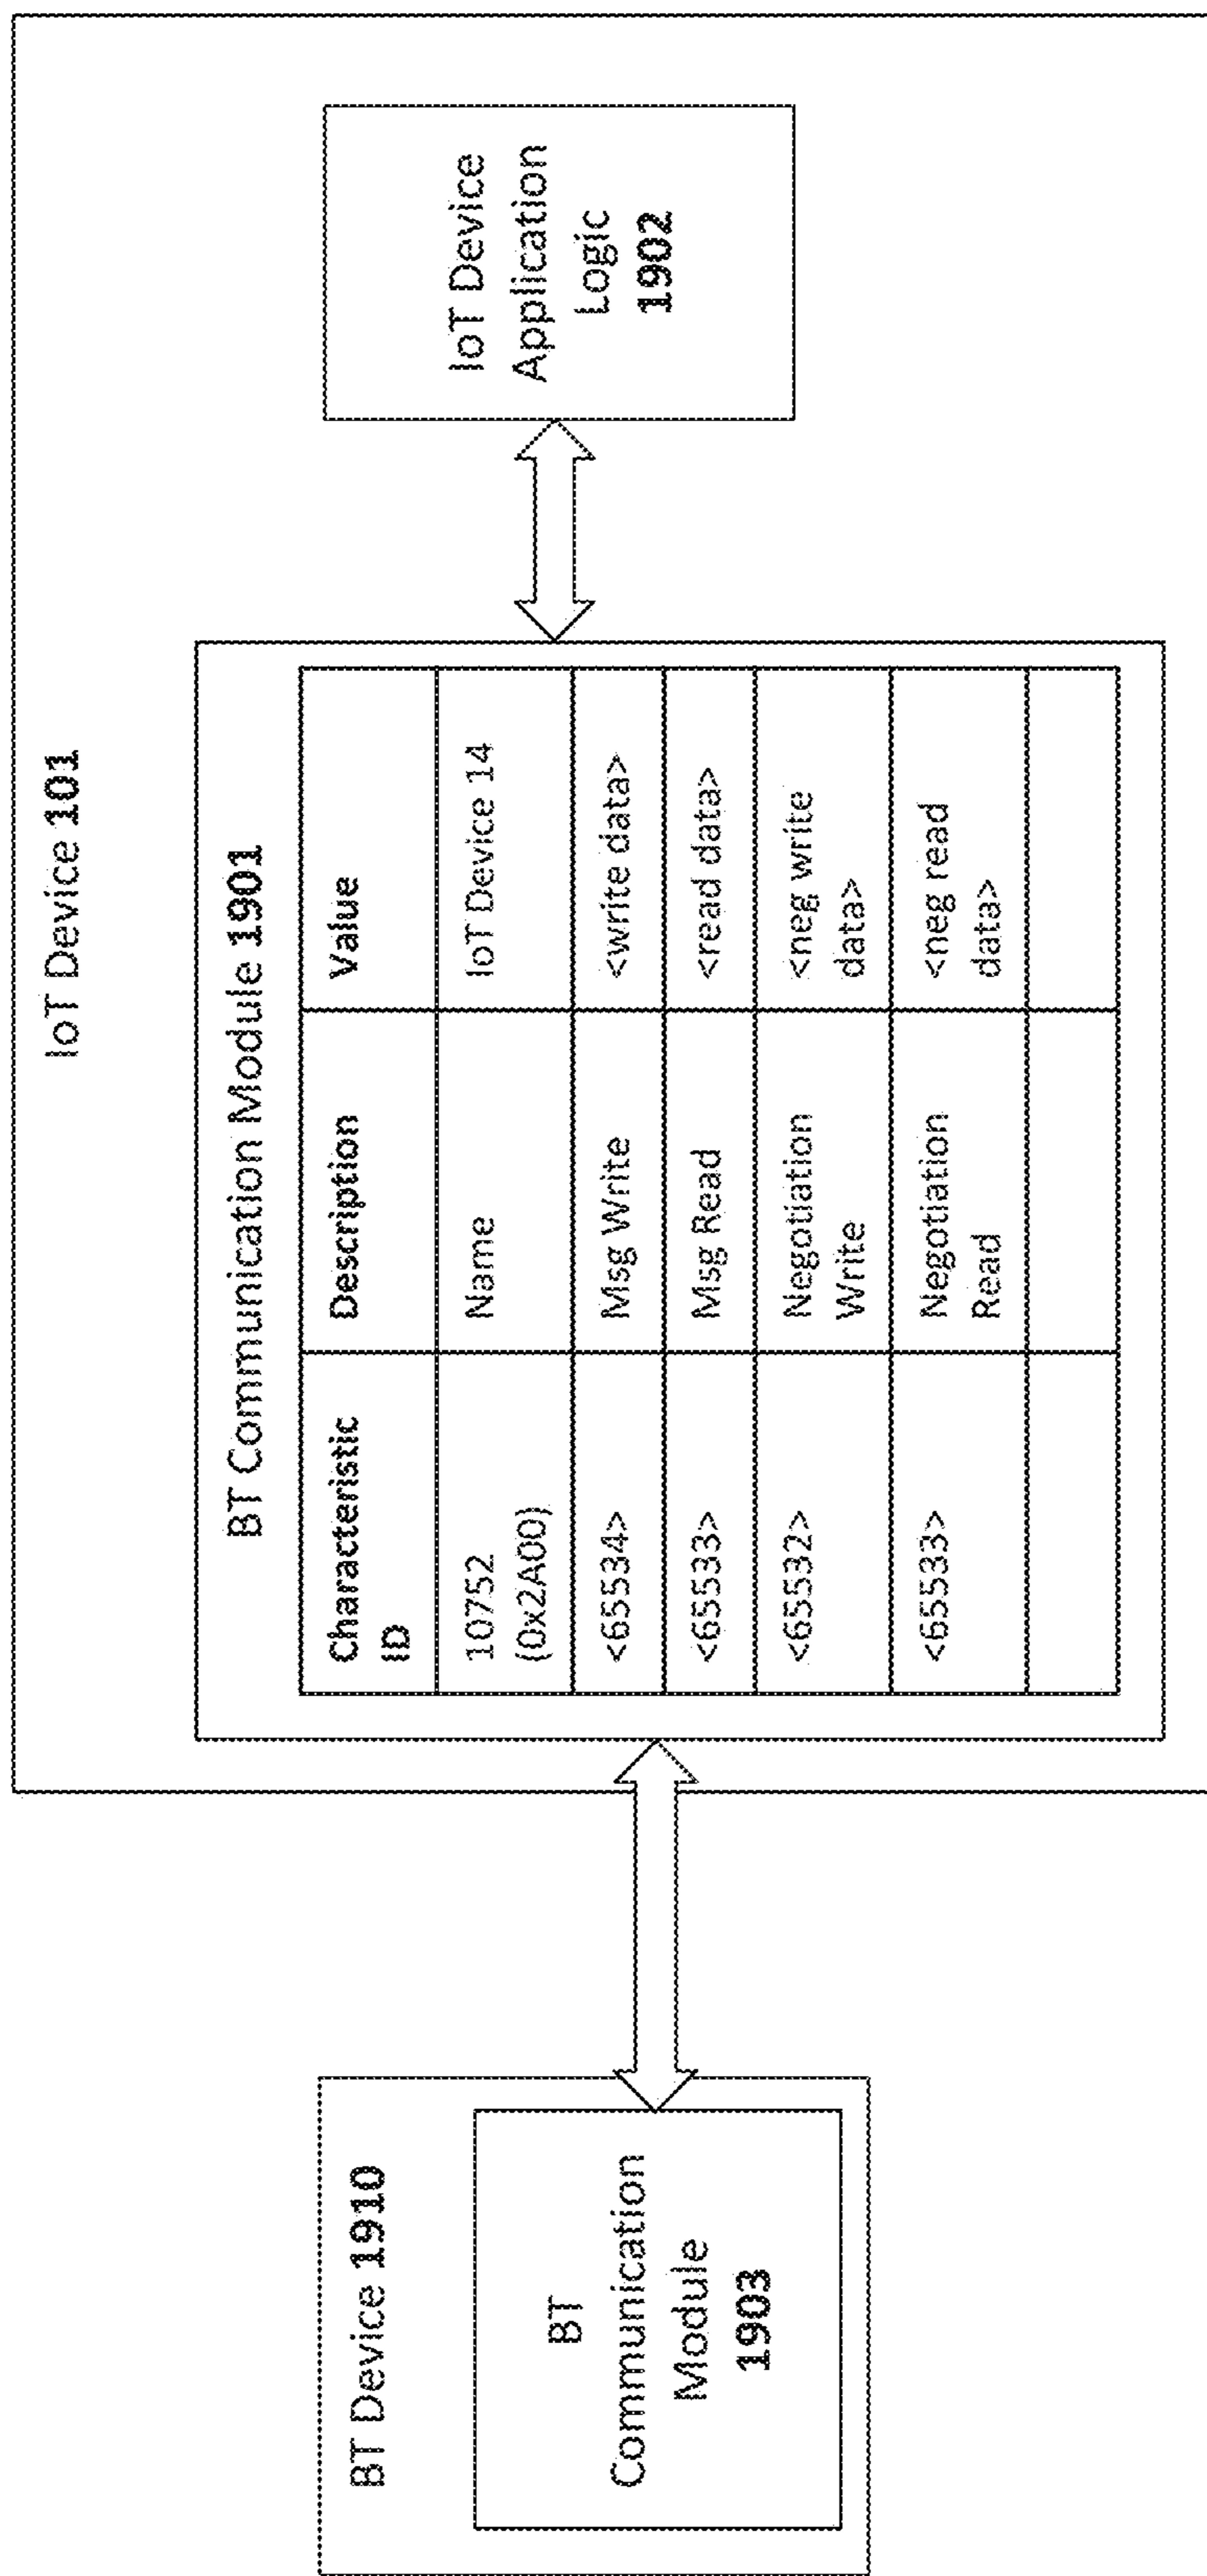 IoT Device 101
BT Communication Module 1901
Characteristic
ID
Description
Value
10752
(0x2A00)
Name
IoT Device 14
<65534>
Msg Write
<write data>
<65533>
Msg Read
<read data>
<65532>
Negotiation
Write
<neg write
data>
<65533>
Negotiation
Read
<neg read
data>
IoT Device
Application
Logic
1902
BT Device 1910
BT
Communication
Module
1903